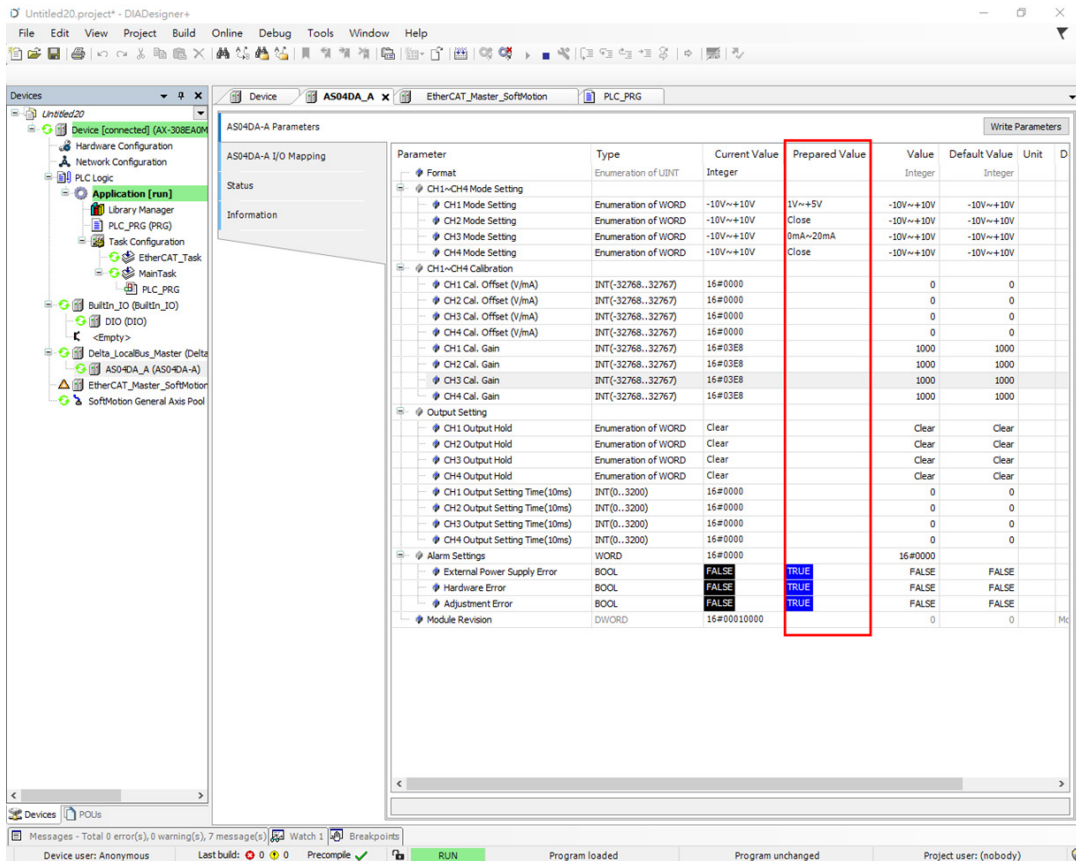 Untitled20.project* - DIADesigner+
File Edit View Project Build Online Debug Tools Window Help
Devices
Device AS04DA_A EtherCAT_Master_SoftMotion PLC_PRG
Untitled20
Device [connected] (AX-308EA0M
Hardware Configuration
Network Configuration
PLC Logic
Application [run]
Library Manager
PLC_PRG (PRG)
Task Configuration
EtherCAT_Task
MainTask
PLC_PRG
BuiltIn_IO (BuiltIn_IO)
DIO (DIO)
<Empty>
Delta_LocalBus_Master (Delta
AS04DA_A (AS04DA-A)
EtherCAT_Master_SoftMotion
SoftMotion General Axis Pool
Devices POUs
AS04DA-A Parameters
AS04DA-A I/O Mapping
Status
Information
Write Parameters
Parameter Type Current Value Prepared Value Value Default Value Unit D
Format Enumeration of UINT Integer Integer Integer
CH1~CH4 Mode Setting
CH1 Mode Setting Enumeration of WORD -10V~+10V 1V~+5V -10V~+10V -10V~+10V
CH2 Mode Setting Enumeration of WORD -10V~+10V Close -10V~+10V -10V~+10V
CH3 Mode Setting Enumeration of WORD -10V~+10V 0mA~20mA -10V~+10V -10V~+10V
CH4 Mode Setting Enumeration of WORD -10V~+10V Close -10V~+10V -10V~+10V
CH1~CH4 Calibration
CH1 Cal. Offset (V/mA) INT(-32768..32767) 16#0000 0 0
CH2 Cal. Offset (V/mA) INT(-32768..32767) 16#0000 0 0
CH3 Cal. Offset (V/mA) INT(-32768..32767) 16#0000 0 0
CH4 Cal. Offset (V/mA) INT(-32768..32767) 16#0000 0 0
CH1 Cal. Gain INT(-32768..32767) 16#03E8 1000 1000
CH2 Cal. Gain INT(-32768..32767) 16#03E8 1000 1000
CH3 Cal. Gain INT(-32768..32767) 16#03E8 1000 1000
CH4 Cal. Gain INT(-32768..32767) 16#03E8 1000 1000
Output Setting
CH1 Output Hold Enumeration of WORD Clear Clear Clear
CH2 Output Hold Enumeration of WORD Clear Clear Clear
CH3 Output Hold Enumeration of WORD Clear Clear Clear
CH4 Output Hold Enumeration of WORD Clear Clear Clear
CH1 Output Setting Time(10ms) INT(0..3200) 16#0000 0 0
CH2 Output Setting Time(10ms) INT(0..3200) 16#0000 0 0
CH3 Output Setting Time(10ms) INT(0..3200) 16#0000 0 0
CH4 Output Setting Time(10ms) INT(0..3200) 16#0000 0 0
Alarm Settings WORD 16#0000 16#0000
External Power Supply Error BOOL FALSE TRUE FALSE FALSE
Hardware Error BOOL FALSE TRUE FALSE FALSE
Adjustment Error BOOL FALSE TRUE FALSE FALSE
Module Revision DWORD 16#00010000 0 0 Mo
Messages - Total 0 error(s), 0 warning(s), 7 message(s) Watch 1 Breakpoints
Device user: Anonymous Last build: 0 0 Precompile RUN Program loaded Program unchanged Project user: (nobody)